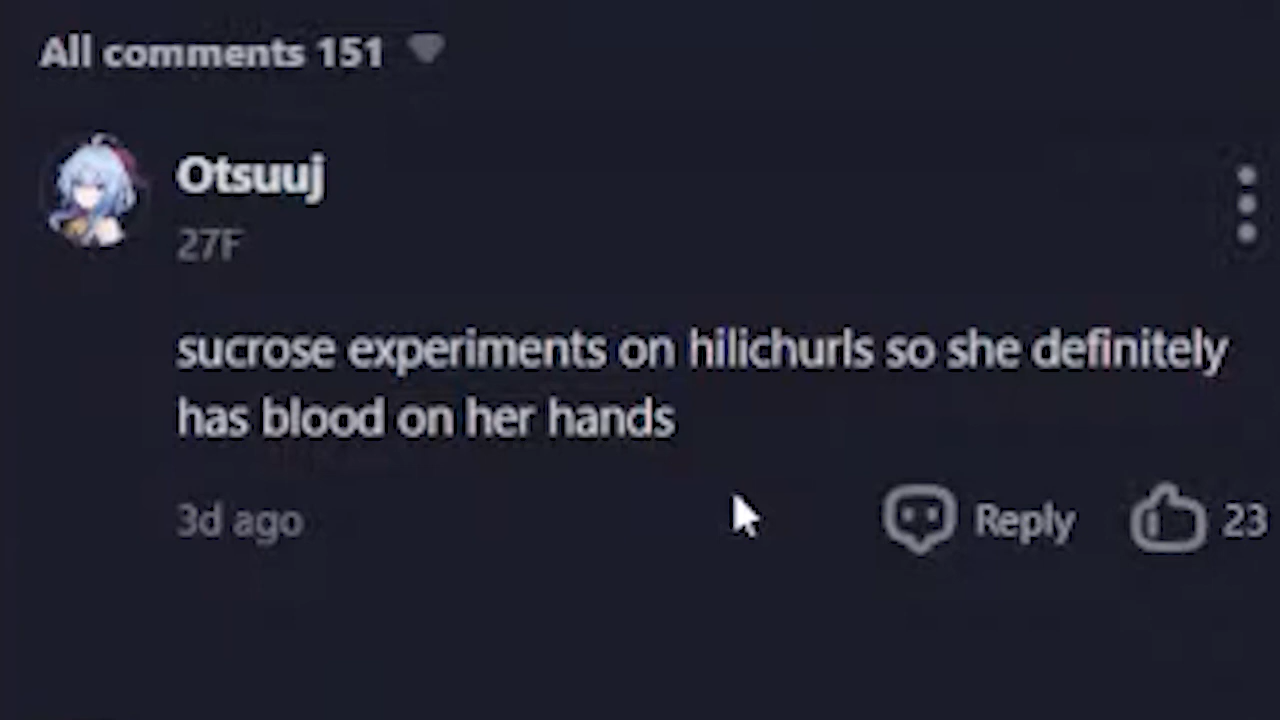 All comments 151
Otsuuj
27F
sucrose experiments on hilichurls so she definitely
has blood on her hands
3d ago
Reply
23